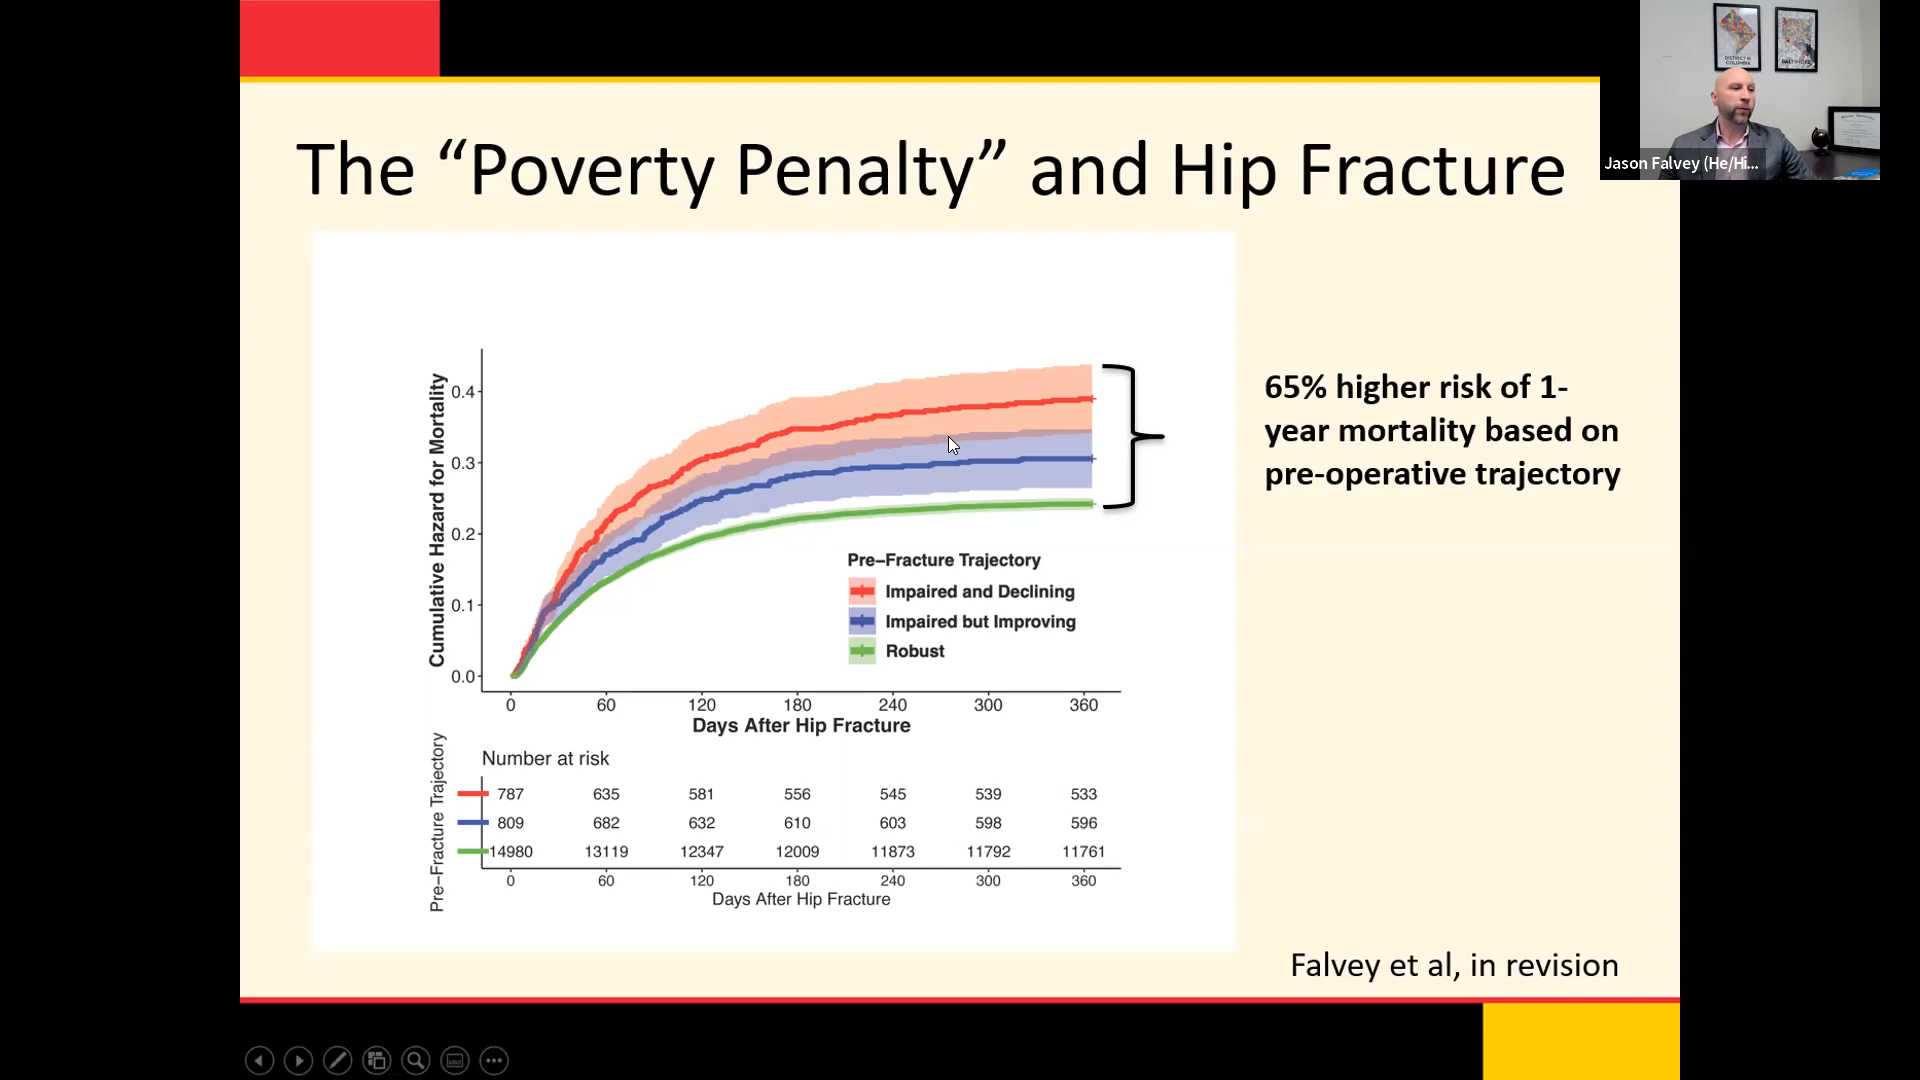 The “Poverty Penalty” and Hip Fracture
DISTRICT OF
COLUMBIA
BALTIMORE
Jason Falvey (He/Hi...
65% higher risk of 1-
year mortality based on
pre-operative trajectory
Cumulative Hazard for Mortality
0.4
0.3
0.2
0.1
0.0
Pre−Fracture Trajectory
Impaired and Declining
Impaired but Improving
Robust
0 60 120 180 240 300 360
Days After Hip Fracture
Pre−Fracture Trajectory
Number at risk
787 635 581 556 545 539 533
809 682 632 610 603 598 596
14980 13119 12347 12009 11873 11792 11761
0 60 120 180 240 300 360
Days After Hip Fracture
Falvey et al, in revision